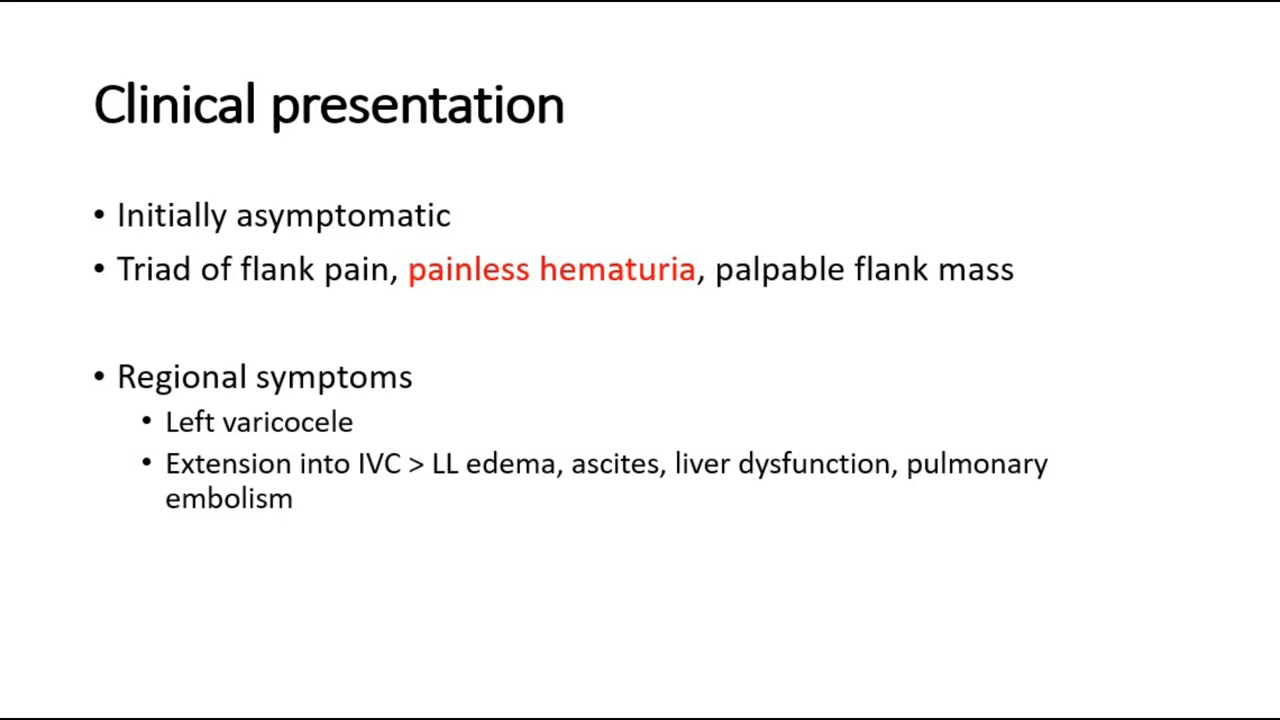 Clinical presentation
• Initially asymptomatic
• Triad of flank pain, painless hematuria, palpable flank mass
• Regional symptoms
• Left varicocele
• Extension into IVC > LL edema, ascites, liver dysfunction, pulmonary
embolism